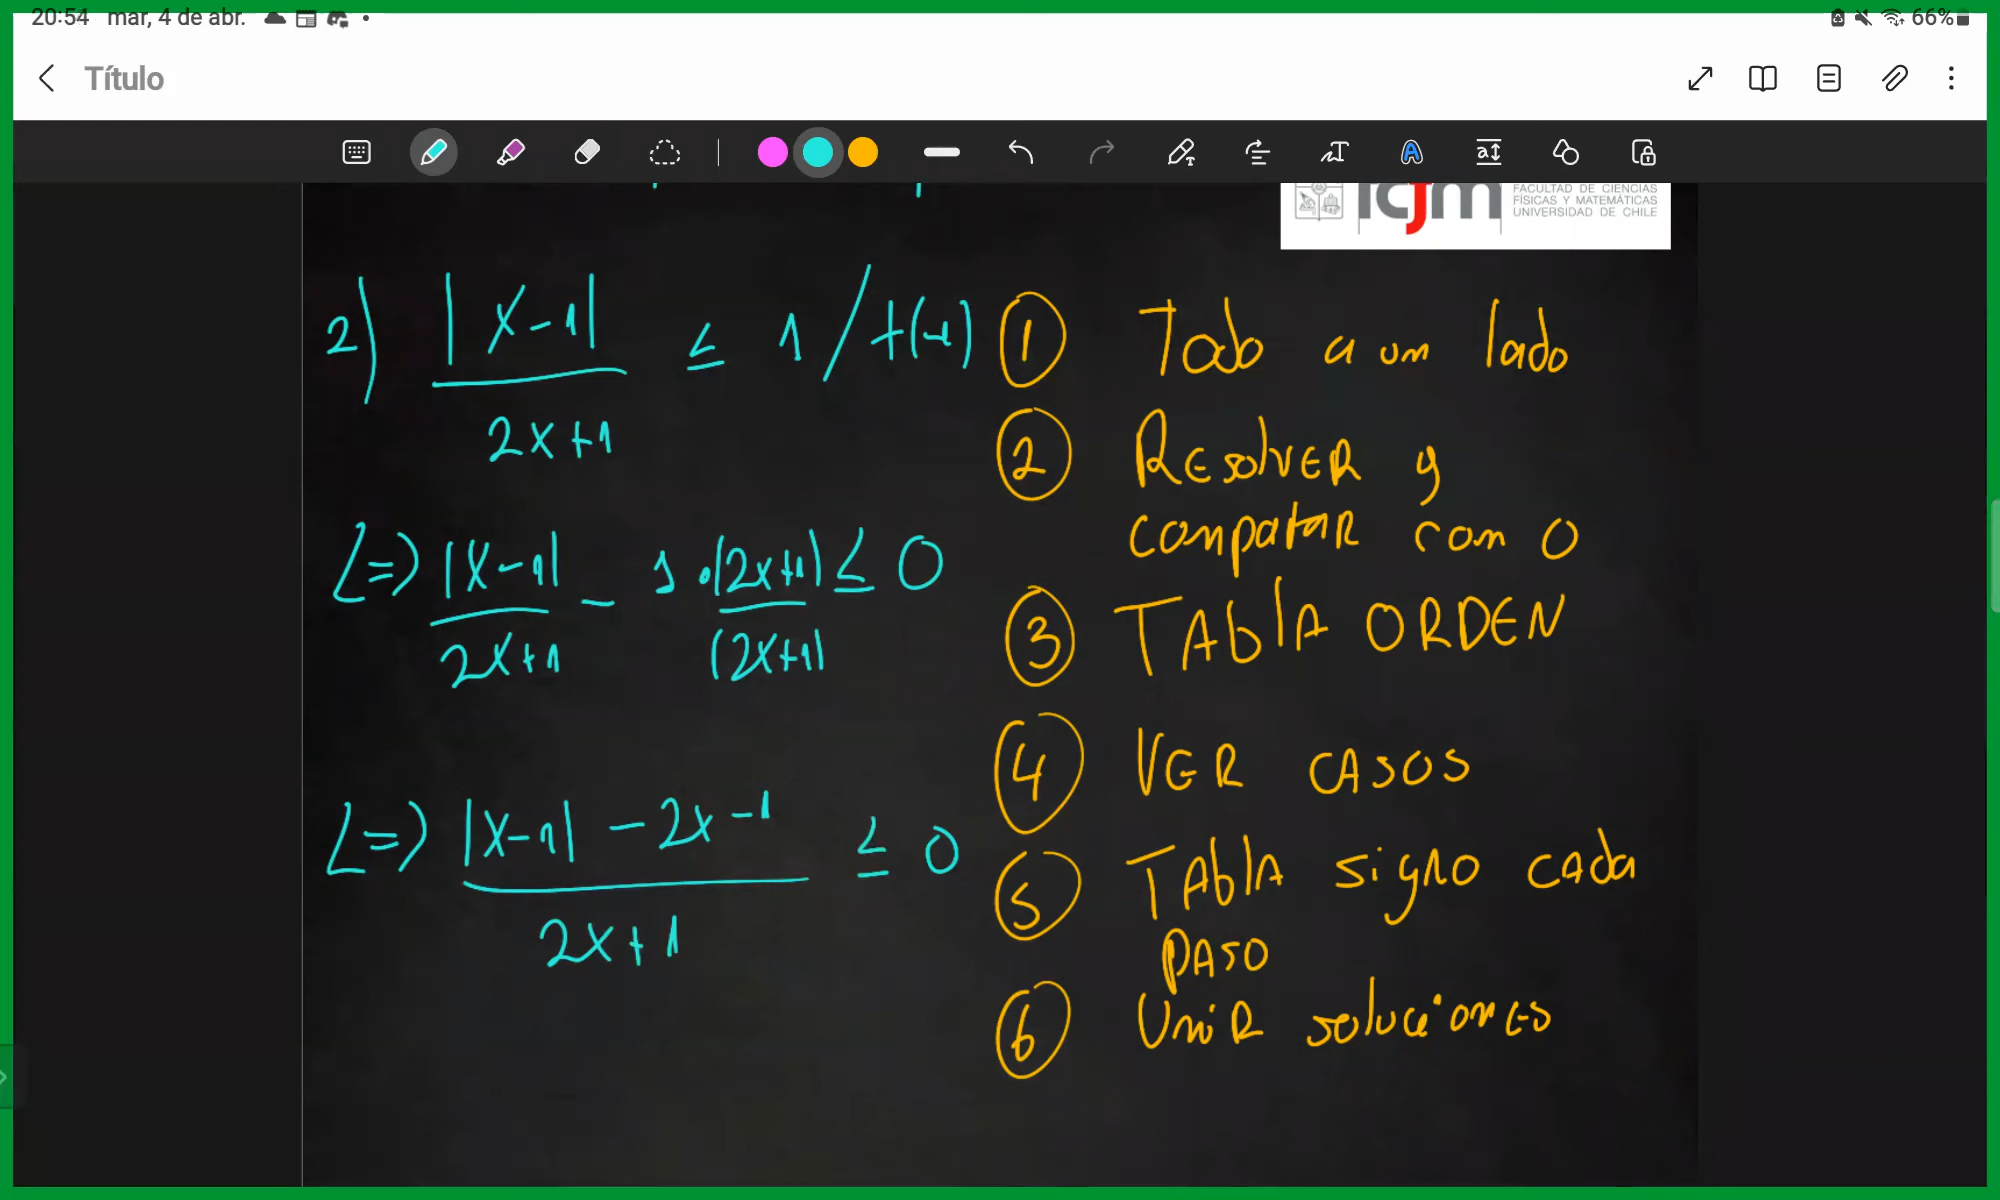 20:54 mar, 4 de abr.
66%
Título
FACULTAD DE CIENCIAS
FÍSICAS Y MATEMÁTICAS
UNIVERSIDAD DE CHILE
2) |x-1| / 2x+1 ≤ 1 / +(-1)
<=> |x-1| / 2x+1 - 1·(2x+1) / (2x+1) ≤ 0
<=> |x-1| -2x-1 / 2x+1 ≤ 0
1 Todo a un lado
2 Resolver y
compatar con 0
3 TAblA ORDEN
4 VER CASOS
5 TAblA signo cada
PASO
6 Unir soluciones